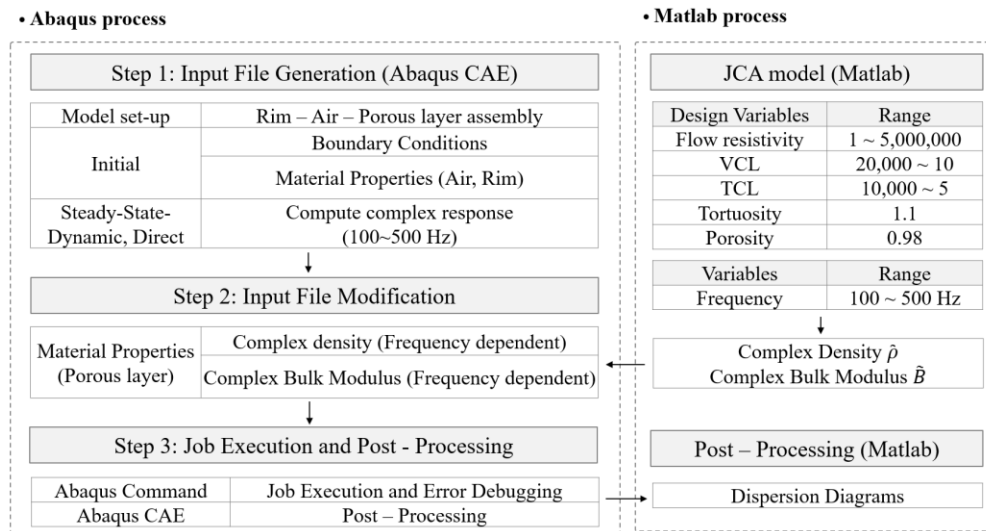 • Abaqus process
Step 1: Input File Generation (Abaqus CAE)
Model set-up
Rim – Air – Porous layer assembly
Initial
Boundary Conditions
Material Properties (Air, Rim)
Steady-State-
Dynamic, Direct
Compute complex response
(100~500 Hz)
Step 2: Input File Modification
Material Properties
(Porous layer)
Complex density (Frequency dependent)
Complex Bulk Modulus (Frequency dependent)
Step 3: Job Execution and Post - Processing
Abaqus Command
Job Execution and Error Debugging
Abaqus CAE
Post – Processing
• Matlab process
JCA model (Matlab)
Design Variables
Range
Flow resistivity
1 ~ 5,000,000
VCL
20,000 ~ 10
TCL
10,000 ~ 5
Tortuosity
1.1
Porosity
0.98
Variables
Range
Frequency
100 ~ 500 Hz
Complex Density ρ̂
Complex Bulk Modulus B̂
Post – Processing (Matlab)
Dispersion Diagrams